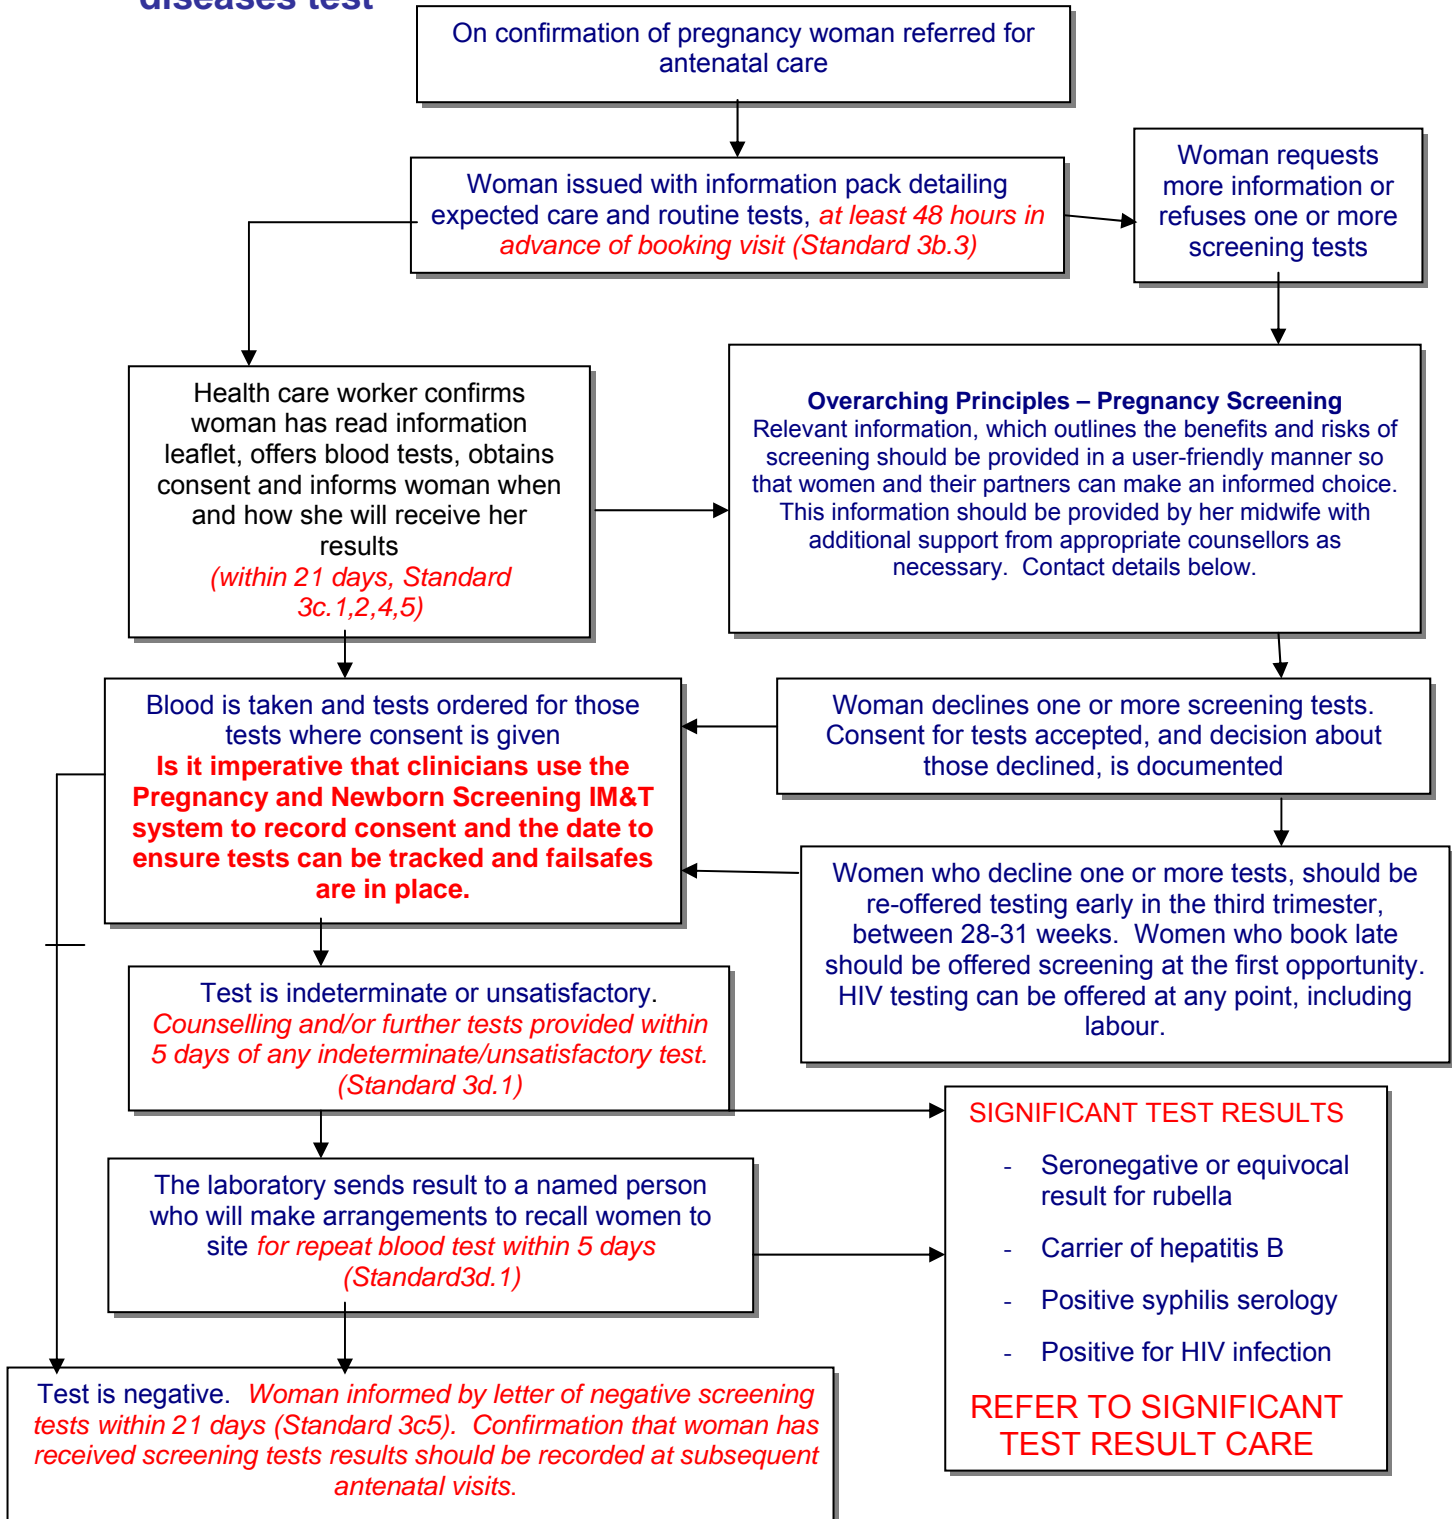 diseases test
On confirmation of pregnancy woman referred for
antenatal care
Woman issued with information pack detailing
expected care and routine tests, at least 48 hours in
advance of booking visit (Standard 3b.3)
Woman requests
more information or
refuses one or more
screening tests
Health care worker confirms
woman has read information
leaflet, offers blood tests, obtains
consent and informs woman when
and how she will receive her
results
(within 21 days, Standard
3c.1,2,4,5)
Overarching Principles – Pregnancy Screening
Relevant information, which outlines the benefits and risks of
screening should be provided in a user-friendly manner so
that women and their partners can make an informed choice.
This information should be provided by her midwife with
additional support from appropriate counsellors as
necessary.  Contact details below.
Blood is taken and tests ordered for those
tests where consent is given
Is it imperative that clinicians use the
Pregnancy and Newborn Screening IM&T
system to record consent and the date to
ensure tests can be tracked and failsafes
are in place.
Woman declines one or more screening tests.
Consent for tests accepted, and decision about
those declined, is documented
Women who decline one or more tests, should be
re-offered testing early in the third trimester,
between 28-31 weeks.  Women who book late
should be offered screening at the first opportunity.
HIV testing can be offered at any point, including
labour.
Test is indeterminate or unsatisfactory.
Counselling and/or further tests provided within
5 days of any indeterminate/unsatisfactory test.
(Standard 3d.1)
The laboratory sends result to a named person
who will make arrangements to recall women to
site for repeat blood test within 5 days
(Standard3d.1)
SIGNIFICANT TEST RESULTS
- Seronegative or equivocal
result for rubella
- Carrier of hepatitis B
- Positive syphilis serology
- Positive for HIV infection
REFER TO SIGNIFICANT
TEST RESULT CARE
Test is negative.  Woman informed by letter of negative screening
tests within 21 days (Standard 3c5).  Confirmation that woman has
received screening tests results should be recorded at subsequent
antenatal visits.